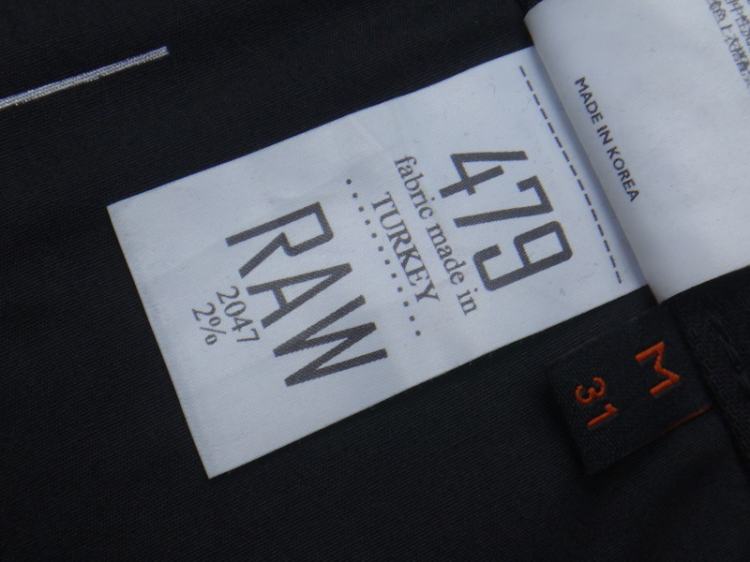 479
fabric made in
TURKEY
RAW
2047
2%
MADE IN KOREA
M
31